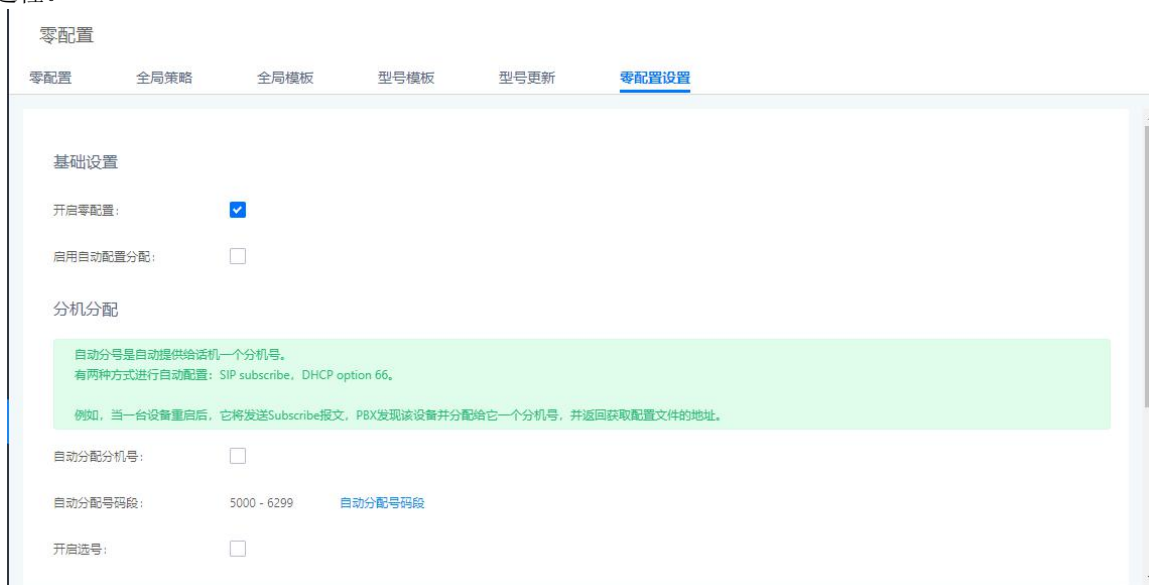 零配置
零配置 全局策略 全局模板 型号模板 型号更新 零配置设置
基础设置
开启零配置：
启用自动配置分配：
分机分配
自动分号是自动提供给话机一个分机号。
有两种方式进行自动配置：SIP subscribe，DHCP option 66。
例如，当一台设备重启后，它将发送Subscribe报文，PBX发现该设备并分配给它一个分机号，并返回获取配置文件的地址。
自动分配分机号：
自动分配号码段： 5000 - 6299 自动分配号码段
开启选号：